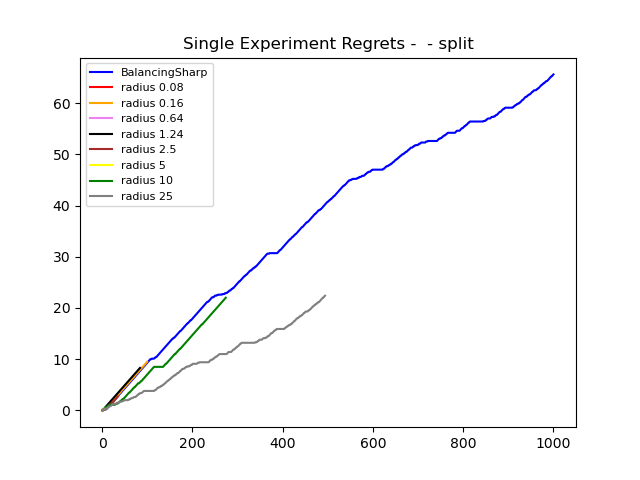 Single Experiment Regrets -  - split
BalancingSharp
radius 0.08
radius 0.16
radius 0.64
radius 1.24
radius 2.5
radius 5
radius 10
radius 25
60
50
40
30
20
10
0
0 200 400 600 800 1000